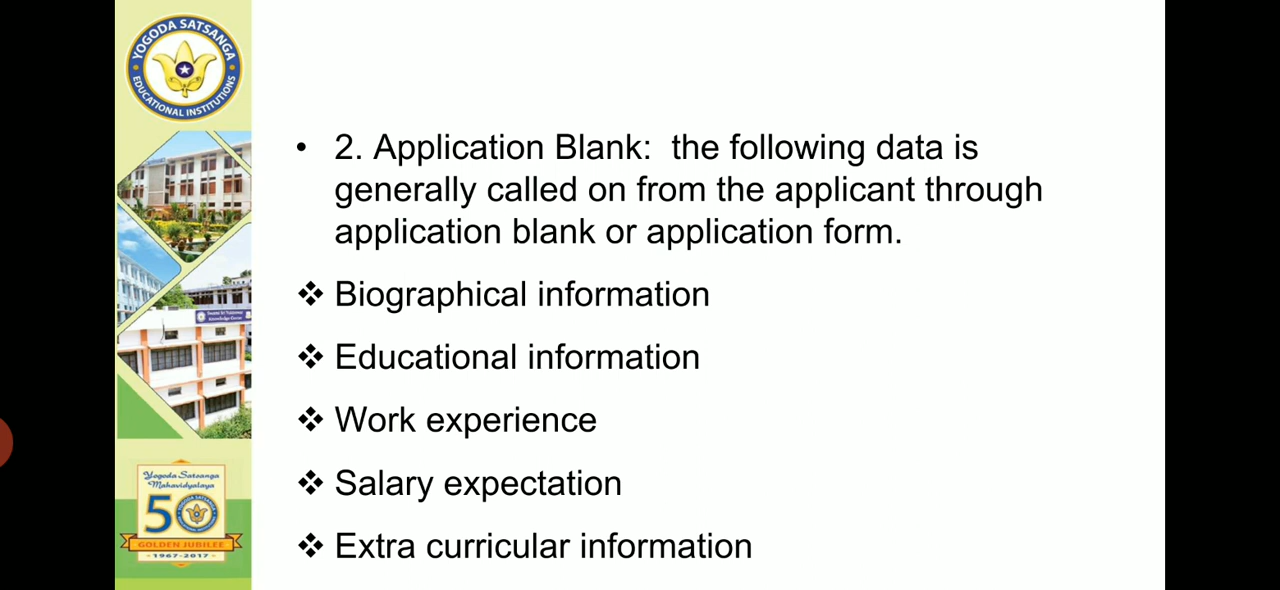 YOGODA SATSANGA
EDUCATIONAL INSTITUTIONS
• 2. Application Blank: the following data is
generally called on from the applicant through
application blank or application form.
❖ Biographical information
❖ Educational information
❖ Work experience
❖ Salary expectation
❖ Extra curricular information
Yogoda Satsanga
Mahavidyalaya
50
GOLDEN JUBILEE
1967-2017